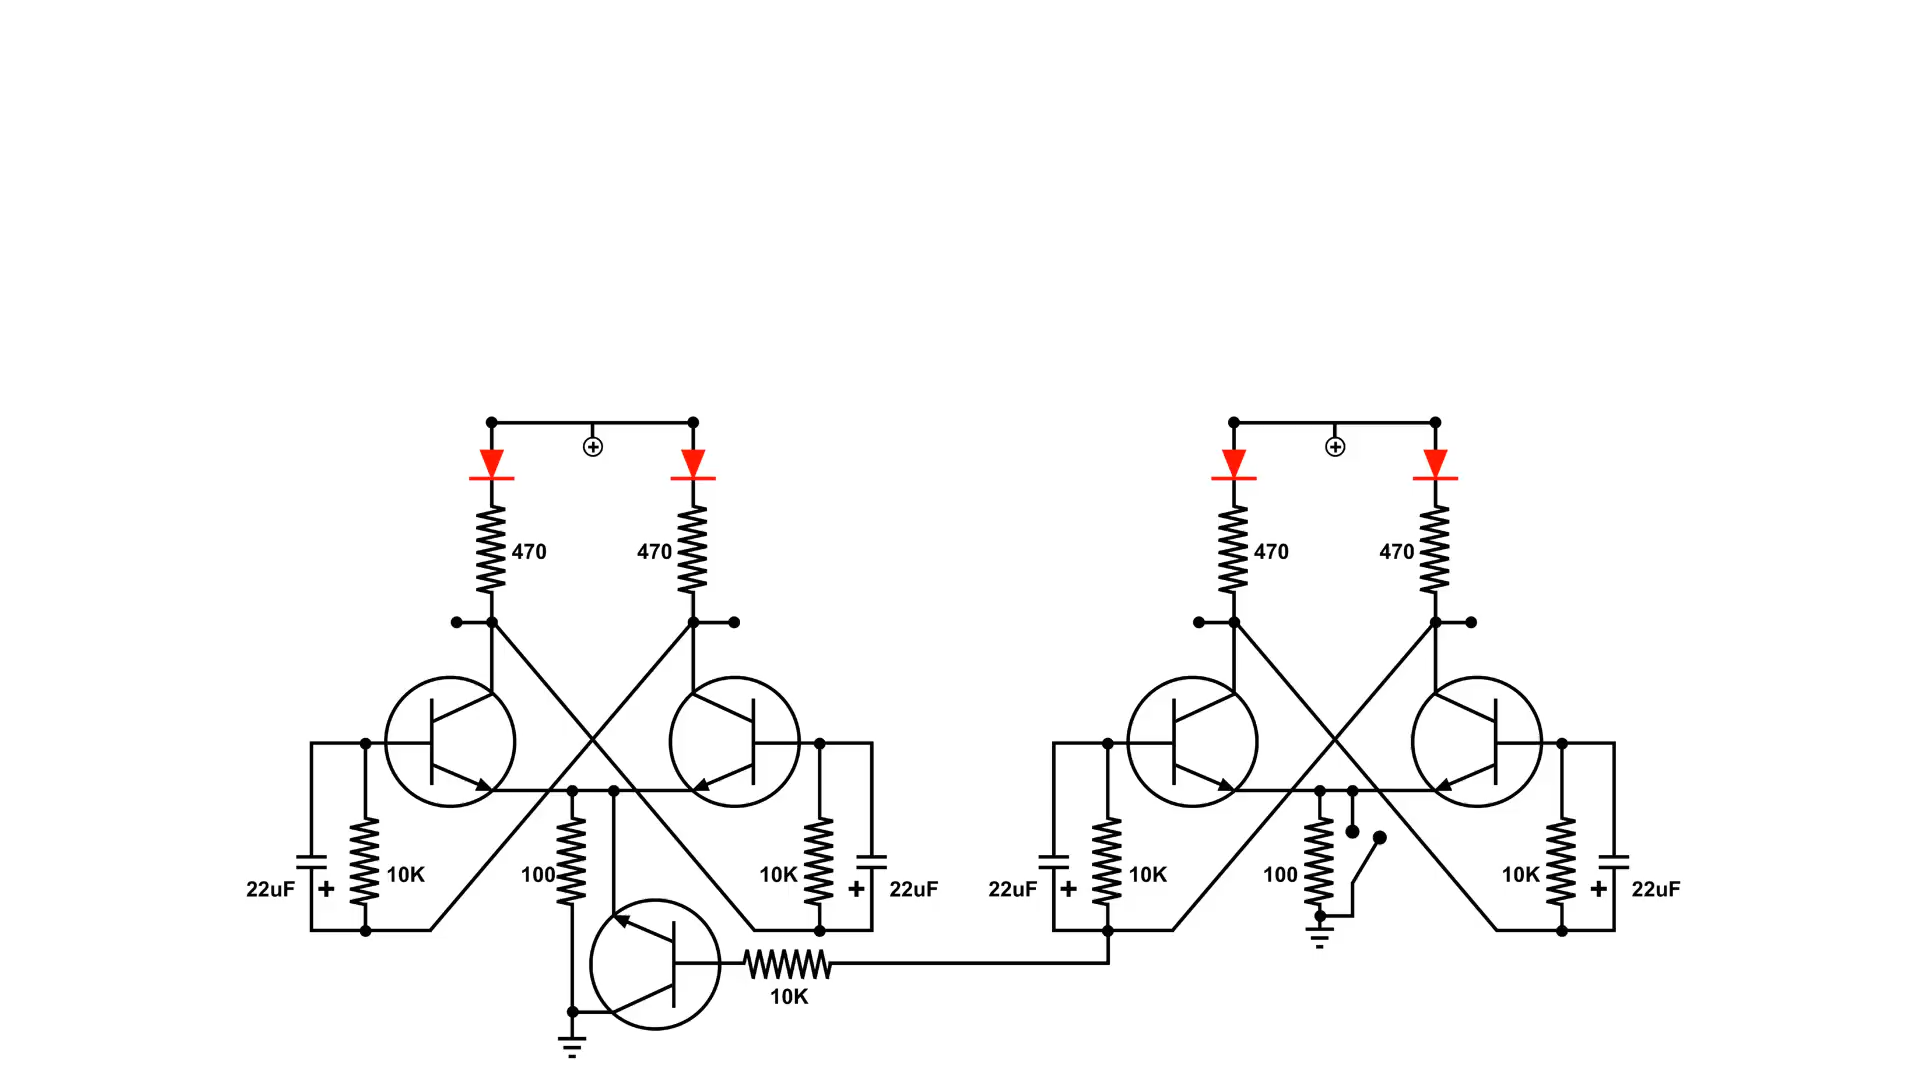 470 470 470 470
10K 100 10K 10K 100 10K
22uF + + 22uF 22uF + + 22uF
10K